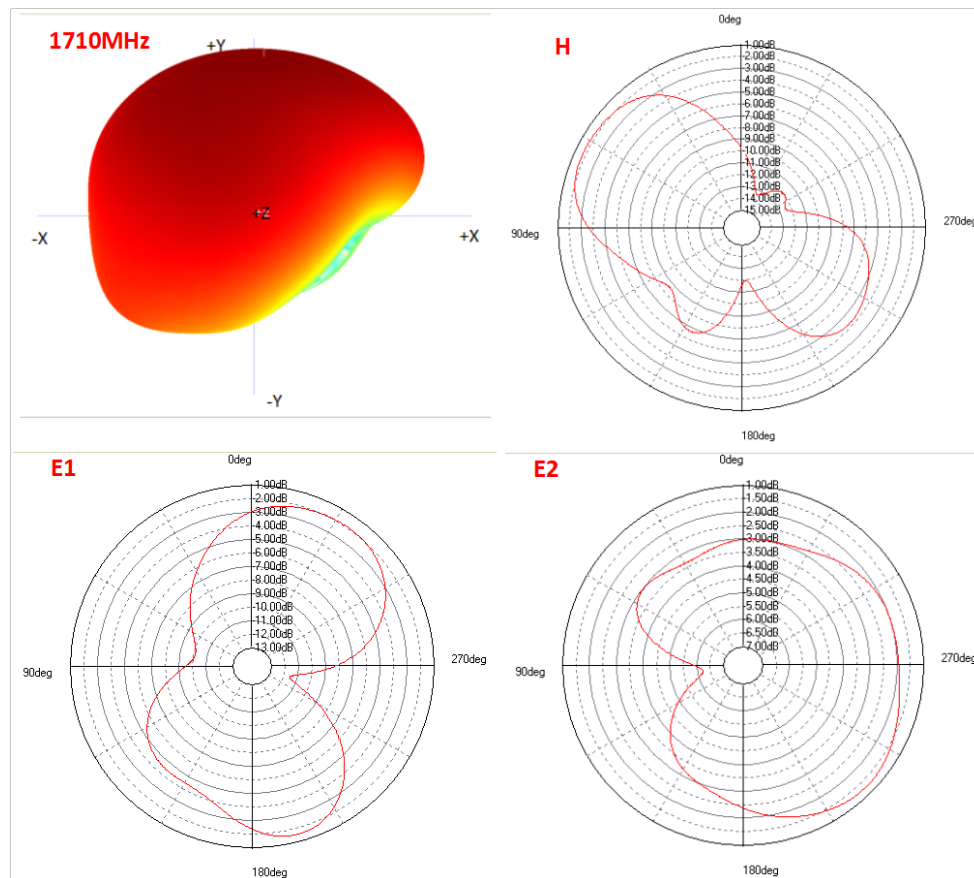 1710MHz
+Y
+Z
-X
+X
-Y
H
0deg
1.00dB
2.00dB
3.00dB
4.00dB
5.00dB
6.00dB
7.00dB
8.00dB
9.00dB
10.00dB
11.00dB
12.00dB
13.00dB
14.00dB
15.00dB
90deg
270deg
180deg
E1
0deg
1.00dB
2.00dB
3.00dB
4.00dB
5.00dB
6.00dB
7.00dB
8.00dB
9.00dB
10.00dB
11.00dB
12.00dB
13.00dB
90deg
270deg
180deg
E2
0deg
1.00dB
1.50dB
2.00dB
2.50dB
3.00dB
3.50dB
4.00dB
4.50dB
5.00dB
5.50dB
6.00dB
6.50dB
7.00dB
90deg
270deg
180deg